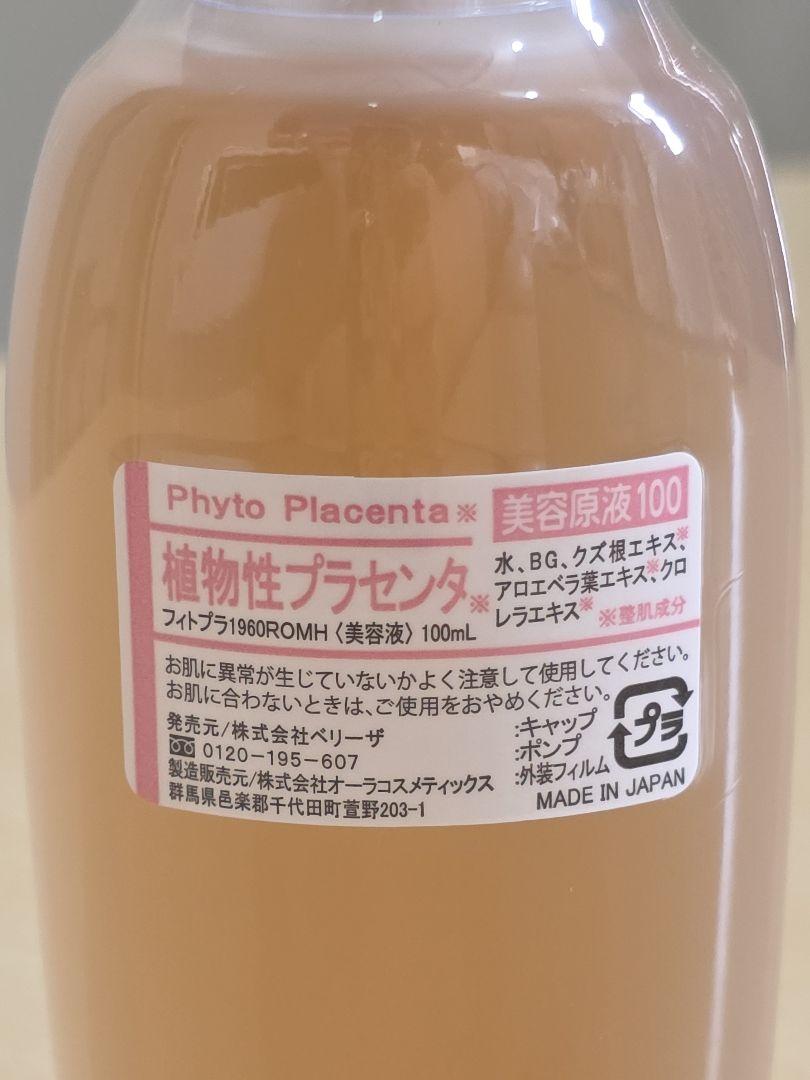 Phyto Placenta※
美容原液100
植物性プラセンタ※
フィトプラ1960ROMH〈美容液〉100mL
水、BG、クズ根エキス※、
アロエベラ葉エキス※、クロ
レラエキス※ ※整肌成分
お肌に異常が生じていないかよく注意して使用してください。
お肌に合わないときは、ご使用をおやめください。
発売元/株式会社ベリーザ
0120-195-607
製造販売元/株式会社オーラコスメティックス
群馬県邑楽郡千代田町萱野203-1
:キャップ
:ポンプ
:外装フィルム
プラ
MADE IN JAPAN